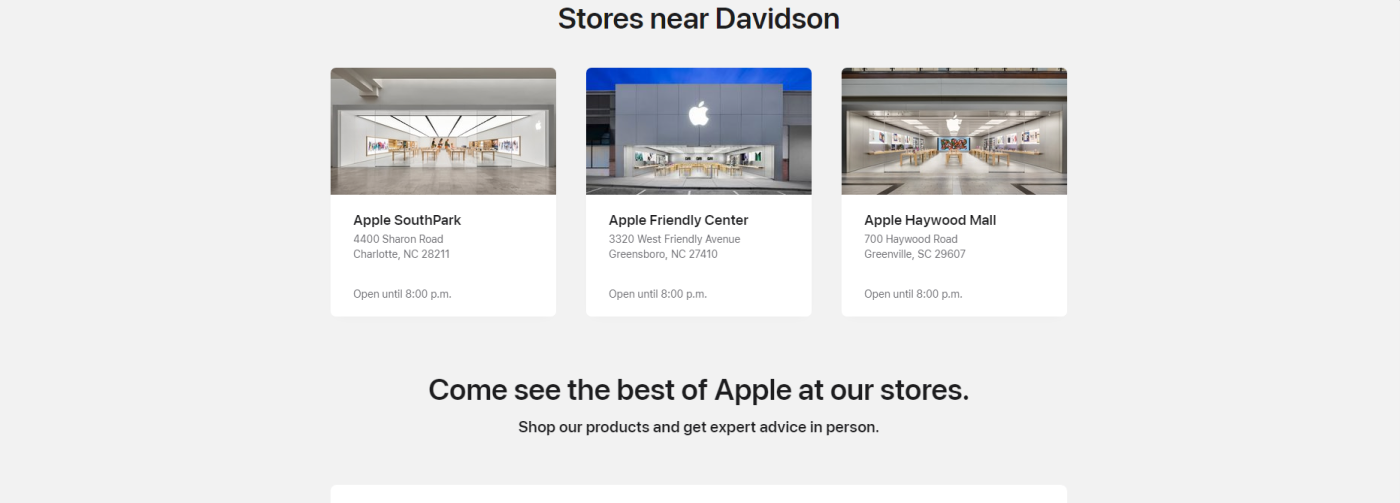 Stores near Davidson
Apple SouthPark
4400 Sharon Road
Charlotte, NC 28211
Open until 8:00 p.m.
Apple Friendly Center
3320 West Friendly Avenue
Greensboro, NC 27410
Open until 8:00 p.m.
Apple Haywood Mall
700 Haywood Road
Greenville, SC 29607
Open until 8:00 p.m.
Come see the best of Apple at our stores.
Shop our products and get expert advice in person.